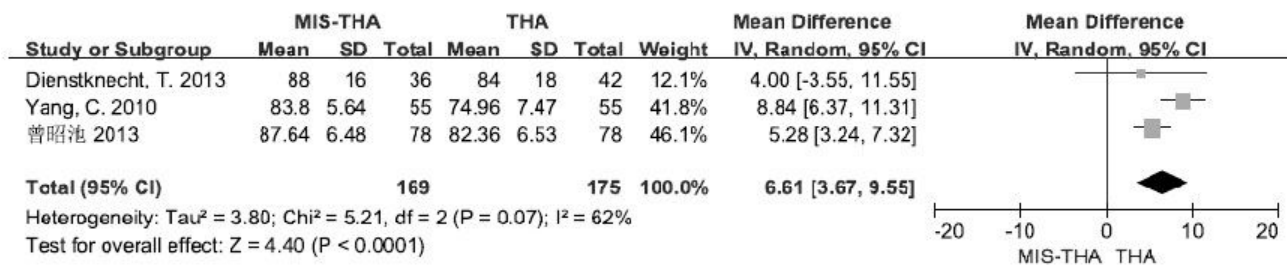 MIS-THA THA Mean Difference Mean Difference
Study or Subgroup Mean SD Total Mean SD Total Weight IV, Random, 95% CI IV, Random, 95% CI
Dienstknecht, T. 2013 88 16 36 84 18 42 12.1% 4.00 [-3.55, 11.55]
Yang, C. 2010 83.8 5.64 55 74.96 7.47 55 41.8% 8.84 [6.37, 11.31]
曾昭池 2013 87.64 6.48 78 82.36 6.53 78 46.1% 5.28 [3.24, 7.32]
Total (95% CI) 169 175 100.0% 6.61 [3.67, 9.55]
Heterogeneity: Tau² = 3.80; Chi² = 5.21, df = 2 (P = 0.07); I² = 62%
Test for overall effect: Z = 4.40 (P < 0.0001)
-20 -10 0 10 20
MIS-THA THA